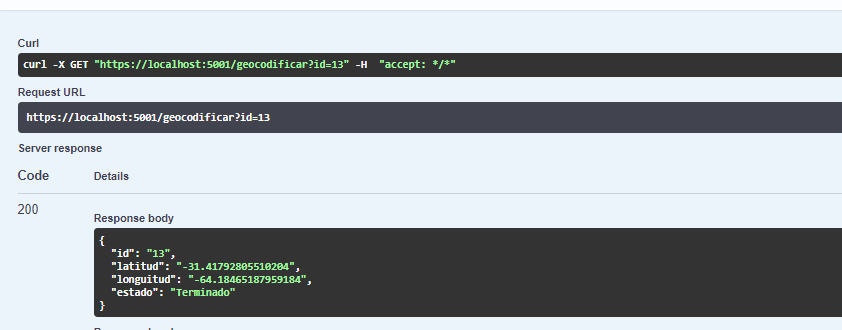 Curl
curl -X GET "https://localhost:5001/geocodificar?id=13" -H  "accept: */*"
Request URL
https://localhost:5001/geocodificar?id=13
Server response
Code Details
200
Response body
{
  "id": "13",
  "latitud": "-31.41792805510204",
  "longuitud": "-64.18465187959184",
  "estado": "Terminado"
}